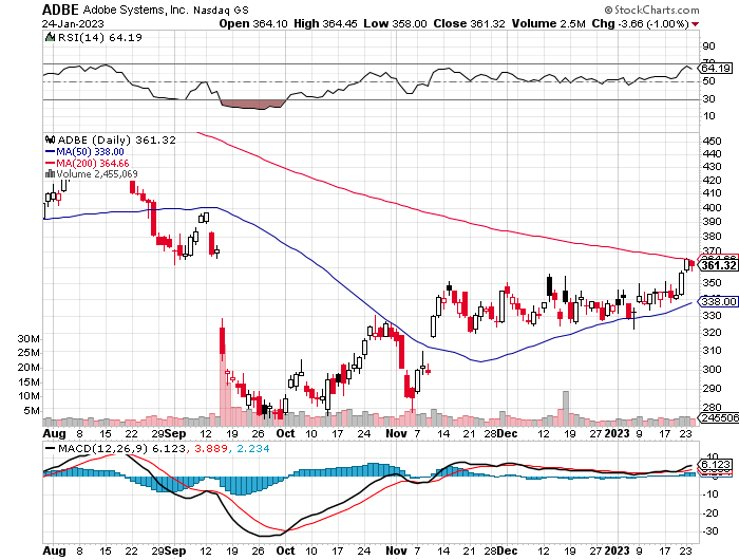 ADBE Adobe Systems, Inc. Nasdaq GS © StockCharts.com
24-Jan-2023 Open 364.10 High 364.45 Low 358.00 Close 361.32 Volume 2.5M Chg -3.66 (-1.00%)
RSI(14) 64.19
90
70
64.19
50
30
10
ADBE (Daily) 361.32
MA(50) 338.00
MA(200) 364.66
Volume 2,455,069
450
440
430
420
410
400
390
380
370
361.32
350
338.00
330
320
310
300
290
280
30M
25M
20M
15M
10M
5M
245506
Aug 8 15 22 29 Sep 12 19 26 Oct 10 17 24 Nov 7 14 21 28 Dec 12 19 27 2023 9 17 23
MACD(12,26,9) 6.123, 3.889, 2.234
10
6.123
-10
-20
-30
Aug 8 15 22 29 Sep 12 19 26 Oct 10 17 24 Nov 7 14 21 28 Dec 12 19 27 2023 9 17 23